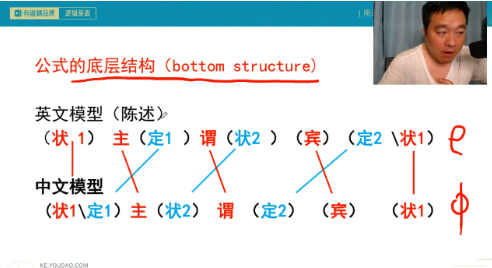 有道精品课 逻辑英语
公式的底层结构（bottom structure)
英文模型（陈述）
（状 1） 主（定1 ）谓（状2 ）（宾）（定2 \状1） e
中文模型
（状1\定1）主（状2） 谓 （定2） （宾） （状1） 中
KE.YOUDAO.COM